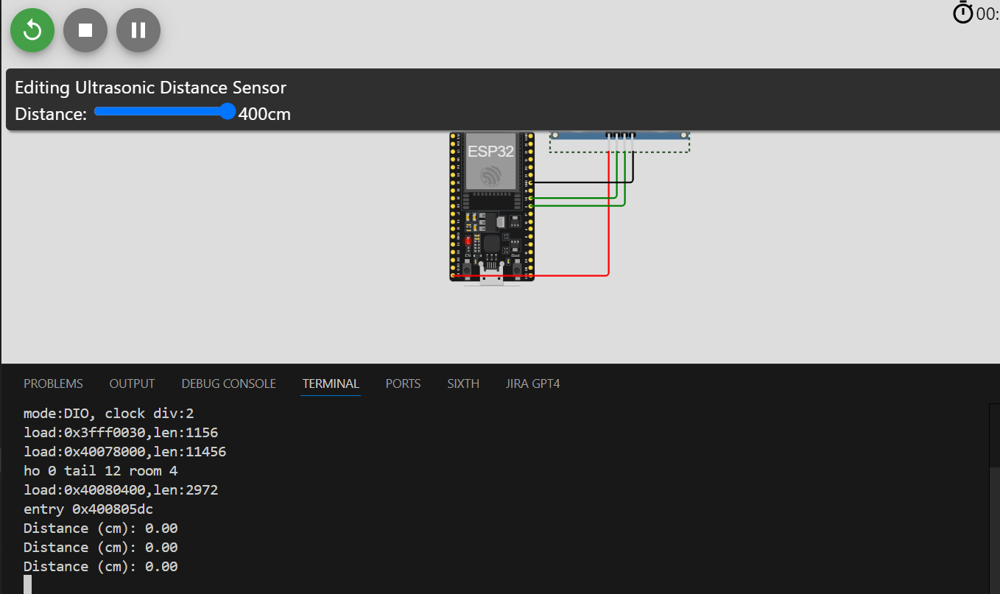 00:
Editing Ultrasonic Distance Sensor
Distance: 400cm
ESP32
EN
Boot
PROBLEMS OUTPUT DEBUG CONSOLE TERMINAL PORTS SIXTH JIRA GPT4
mode:DIO, clock div:2
load:0x3fff0030,len:1156
load:0x40078000,len:11456
ho 0 tail 12 room 4
load:0x40080400,len:2972
entry 0x400805dc
Distance (cm): 0.00
Distance (cm): 0.00
Distance (cm): 0.00